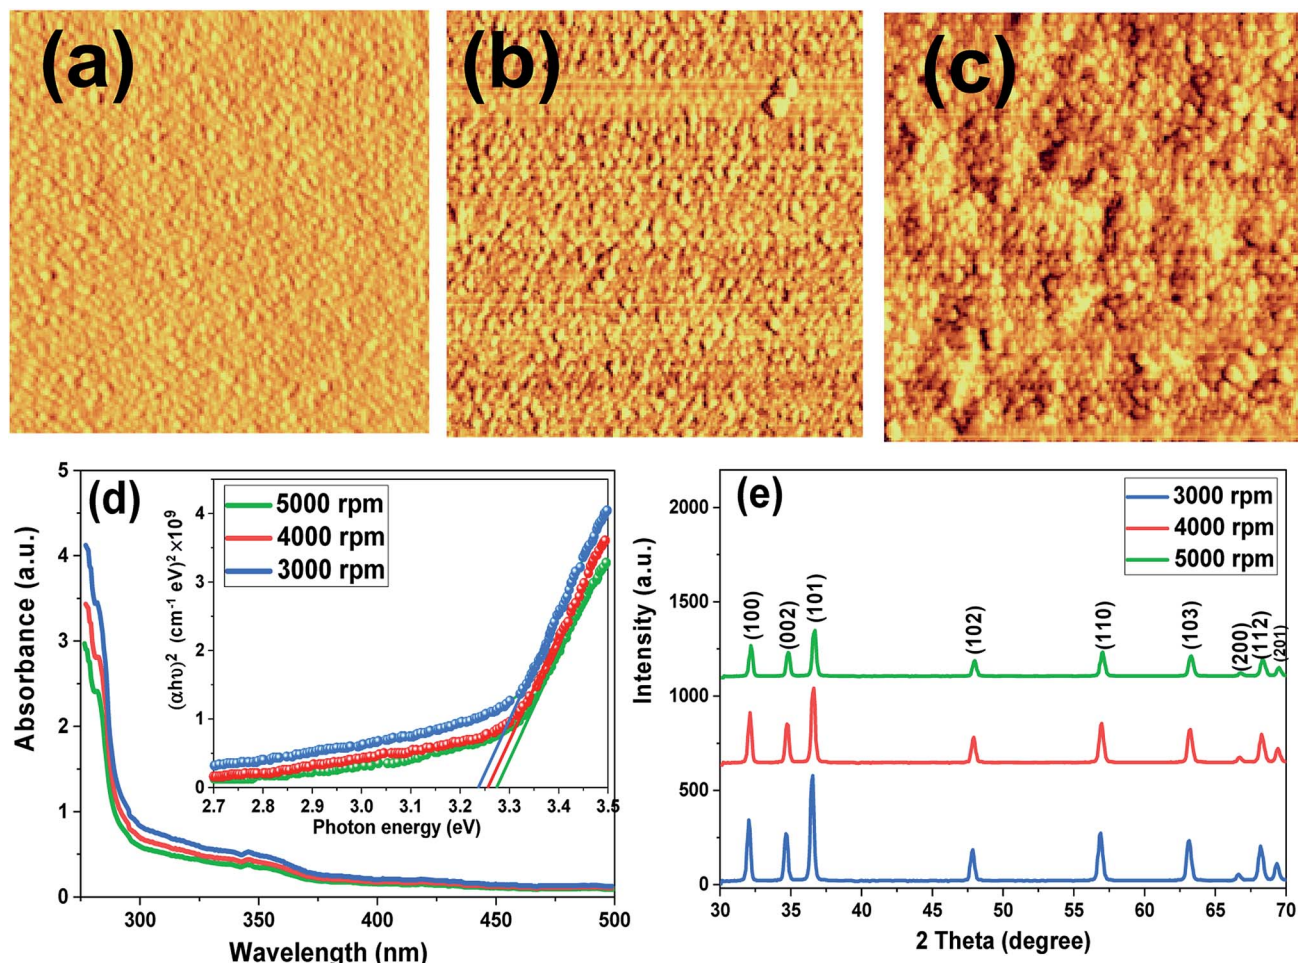 (a)
(b)
(c)
(d)
5
4
3
2
1
0
Absorbance (a.u.)
300
350
400
450
500
Wavelength (nm)
5000 rpm
4000 rpm
3000 rpm
4
3
2
1
0
(αhυ)² (cm⁻¹ eV)² ×10⁹
2.7 2.8 2.9 3.0 3.1 3.2 3.3 3.4 3.5
Photon energy (eV)
(e)
3000 rpm
4000 rpm
5000 rpm
2000
1500
1000
500
0
Intensity (a.u.)
(100)
(002)
(101)
(102)
(110)
(103)
(200)
(112)
(201)
30 35 40 45 50 55 60 65 70
2 Theta (degree)